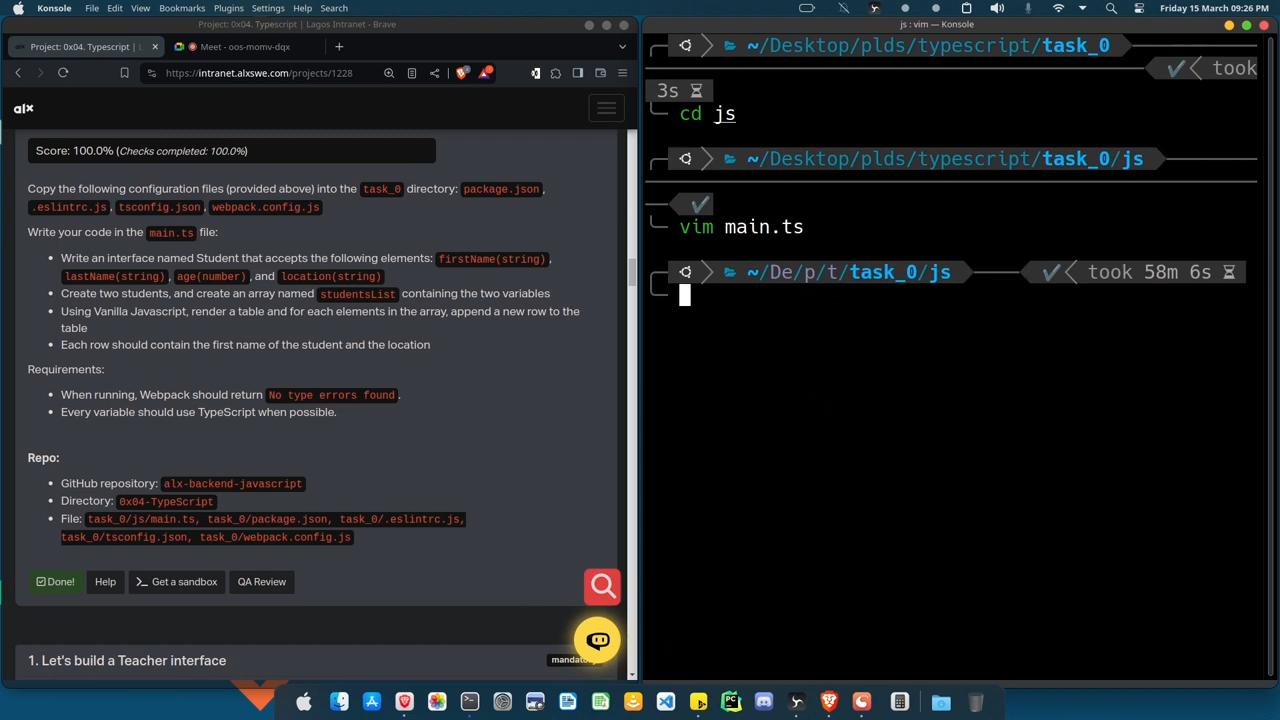 Konsole File Edit View Bookmarks Plugins Settings Help Search
Friday 15 March 09:26 PM
Project: 0x04. Typescript | Lagos Intranet - Brave
js : vim — Konsole
Project: 0x04. Typescript | L
Meet - oos-momv-dqx
https://intranet.alxswe.com/projects/1228
alx
Score: 100.0% (Checks completed: 100.0%)
Copy the following configuration files (provided above) into the task_0 directory: package.json,
.eslintrc.js, tsconfig.json, webpack.config.js
Write your code in the main.ts file:
Write an interface named Student that accepts the following elements: firstName(string),
lastName(string), age(number), and location(string)
Create two students, and create an array named studentsList containing the two variables
Using Vanilla Javascript, render a table and for each elements in the array, append a new row to the
table
Each row should contain the first name of the student and the location
Requirements:
When running, Webpack should return No type errors found.
Every variable should use TypeScript when possible.
Repo:
GitHub repository: alx-backend-javascript
Directory: 0x04-TypeScript
File: task_0/js/main.ts, task_0/package.json, task_0/.eslintrc.js,
task_0/tsconfig.json, task_0/webpack.config.js
Done! Help Get a sandbox QA Review
1. Let's build a Teacher interface
~/Desktop/plds/typescript/task_0
took
3s
cd js
~/Desktop/plds/typescript/task_0/js
vim main.ts
~/De/p/t/task_0/js took 58m 6s